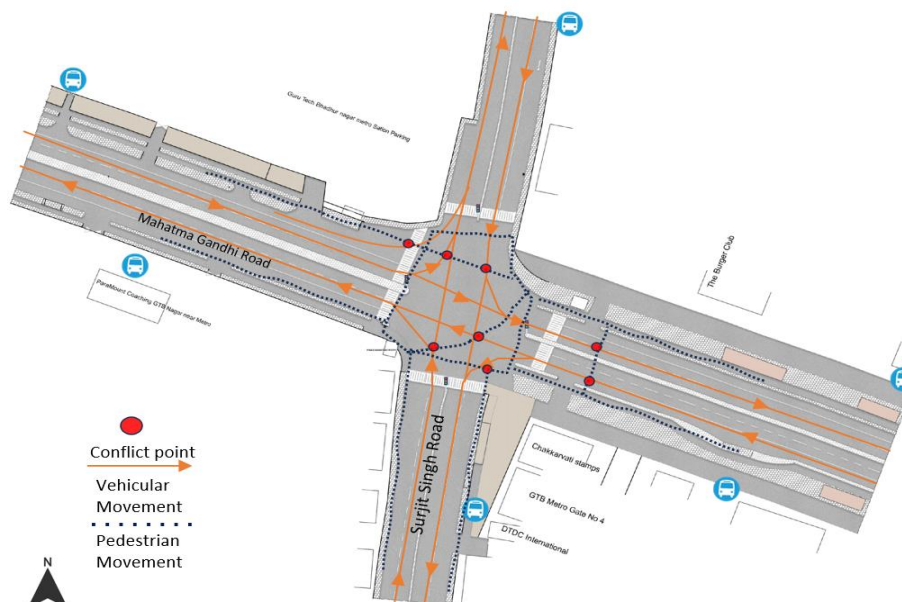 Guru Tech Bhadhur nagar metro Sation Parking
Mahatma Gandhi Road
The Burger Club
ParaMount Coaching GTB Nagar near Metro
Surjit Singh Road
Chakkarvati stamps
GTB Metro Gate No 4
DTDC International
Conflict point
Vehicular
Movement
Pedestrian
Movement
N